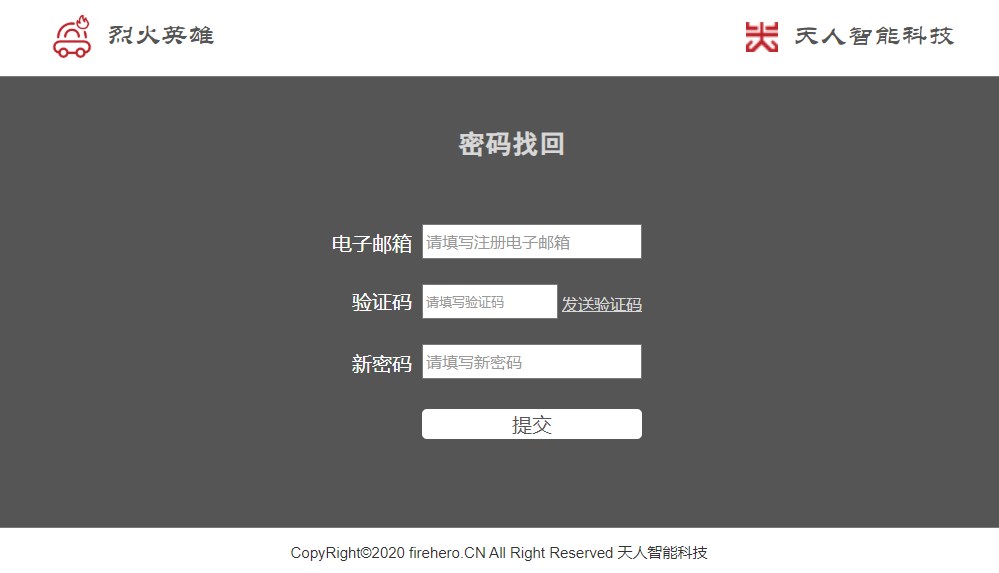 烈火英雄
天人智能科技
密码找回
电子邮箱 请填写注册电子邮箱
验证码 请填写验证码 发送验证码
新密码 请填写新密码
提交
CopyRight©2020 firehero.CN All Right Reserved 天人智能科技